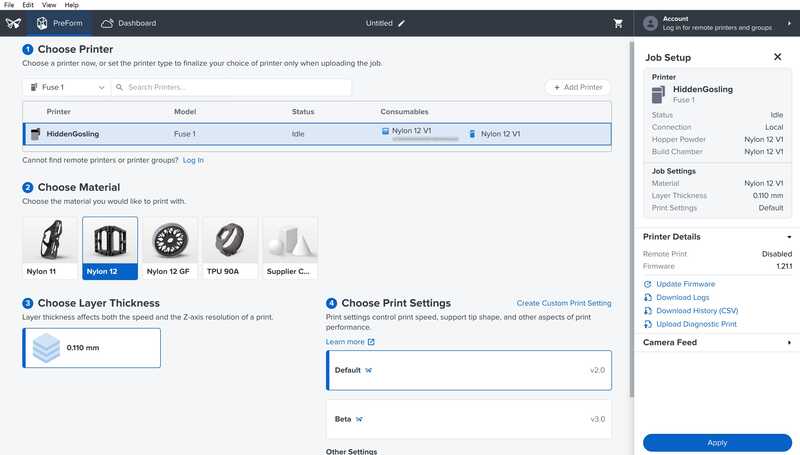 File Edit View Help
PreForm Dashboard Untitled Account
Log in for remote printers and groups
1 Choose Printer
Choose a printer now, or set the printer type to finalize your choice of printer only when uploading the job.
Fuse 1 Search Printers... + Add Printer
Printer Model Status Consumables
HiddenGosling Fuse 1 Idle Nylon 12 V1 Nylon 12 V1
Cannot find remote printers or printer groups? Log In
2 Choose Material
Choose the material you would like to print with.
Nylon 11 Nylon 12 Nylon 12 GF TPU 90A Supplier C...
3 Choose Layer Thickness
Layer thickness affects both the speed and the Z-axis resolution of a print.
0.110 mm
4 Choose Print Settings Create Custom Print Setting
Print settings control print speed, support tip shape, and other aspects of print
performance.
Learn more
Default v2.0
Beta v3.0
Other Settings
Job Setup
Printer
HiddenGosling
Fuse 1
Status Idle
Connection Local
Hopper Powder Nylon 12 V1
Build Chamber Nylon 12 V1
Job Settings
Material Nylon 12 V1
Layer Thickness 0.110 mm
Print Settings Default
Printer Details
Remote Print Disabled
Firmware 1.21.1
Update Firmware
Download Logs
Download History (CSV)
Upload Diagnostic Print
Camera Feed
Apply